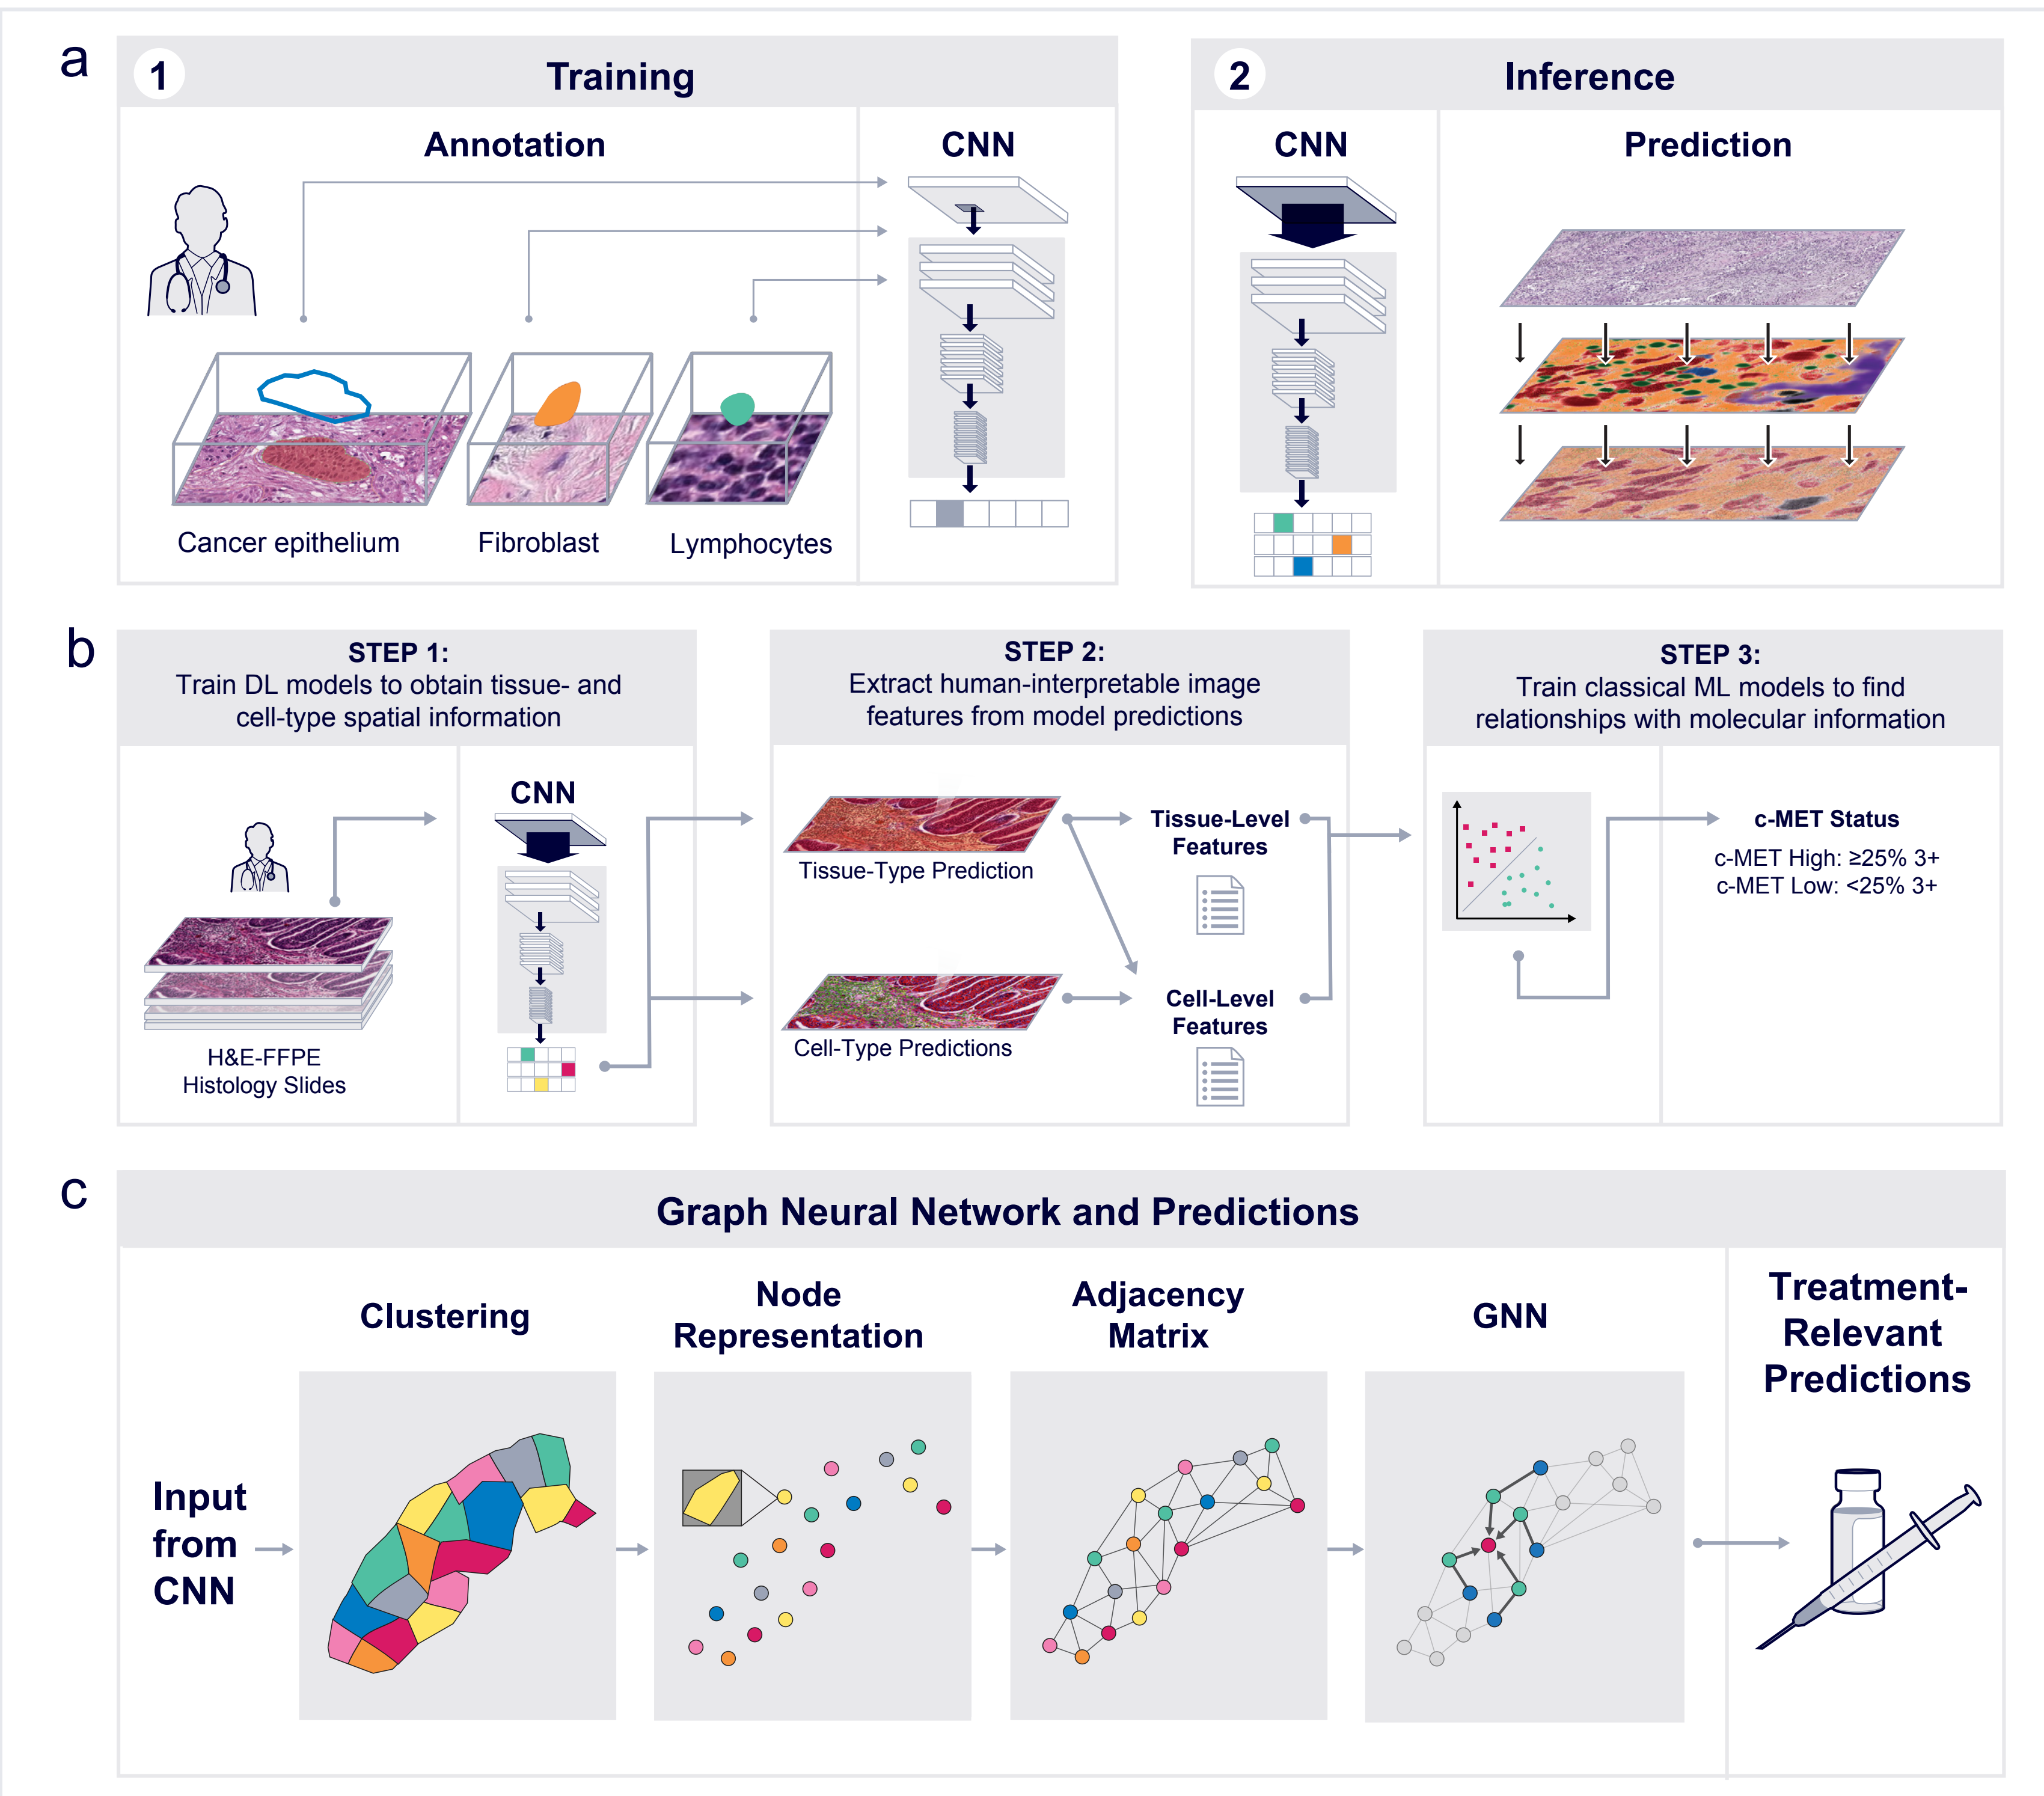 a
1
Training
Annotation
CNN
Cancer epithelium
Fibroblast
Lymphocytes
2
Inference
CNN
Prediction
b
STEP 1:
Train DL models to obtain tissue- and
cell-type spatial information
CNN
H&E-FFPE
Histology Slides
STEP 2:
Extract human-interpretable image
features from model predictions
Tissue-Type Prediction
Tissue-Level
Features
Cell-Type Predictions
Cell-Level
Features
STEP 3:
Train classical ML models to find
relationships with molecular information
c-MET Status
c-MET High: ≥25% 3+
c-MET Low: <25% 3+
c
Graph Neural Network and Predictions
Input
from
CNN
Clustering
Node
Representation
Adjacency
Matrix
GNN
Treatment-
Relevant
Predictions